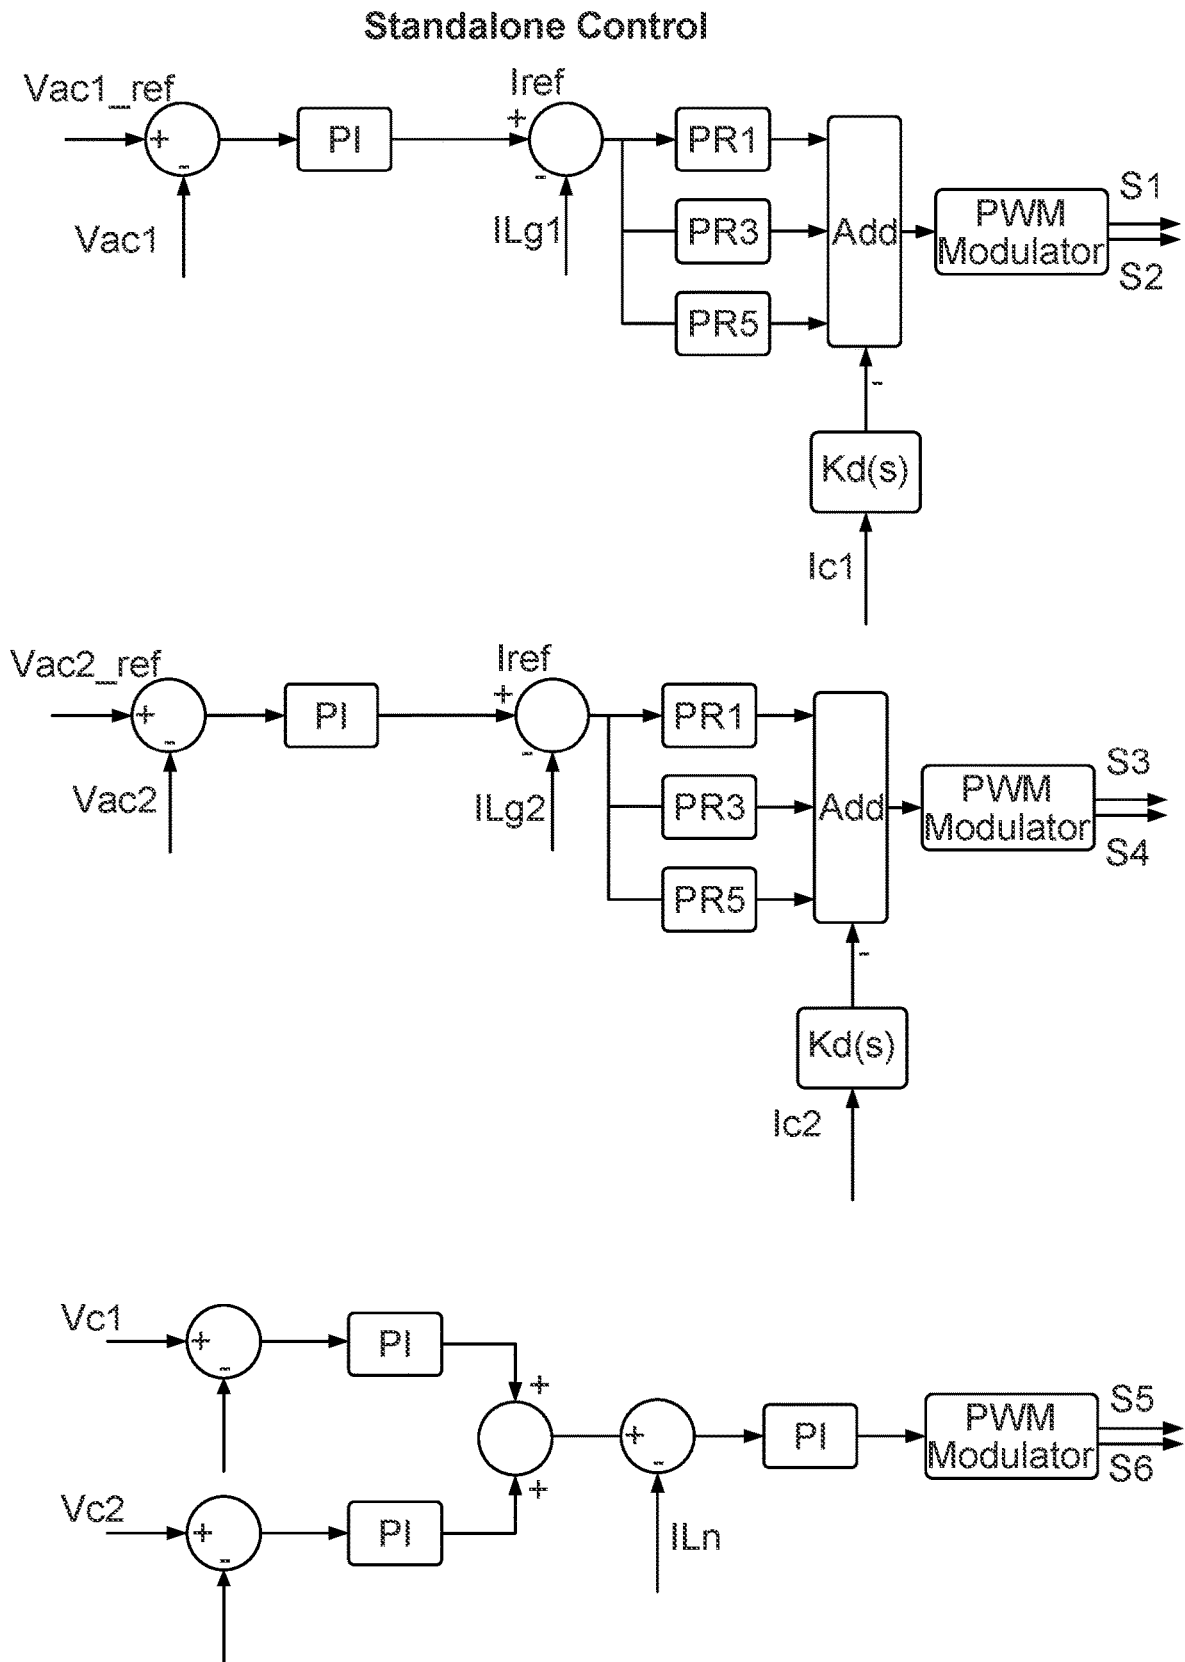 Standalone Control
Vac1_ref
+
-
Vac1
PI
Iref
+
-
ILg1
PR1
PR3
PR5
Add
-
Kd(s)
Ic1
PWM
Modulator
S1
S2
Vac2_ref
+
-
Vac2
PI
Iref
+
-
ILg2
PR1
PR3
PR5
Add
-
Kd(s)
Ic2
PWM
Modulator
S3
S4
Vc1
+
-
PI
+
Vc2
+
-
PI
+
+
-
ILn
PI
PWM
Modulator
S5
S6